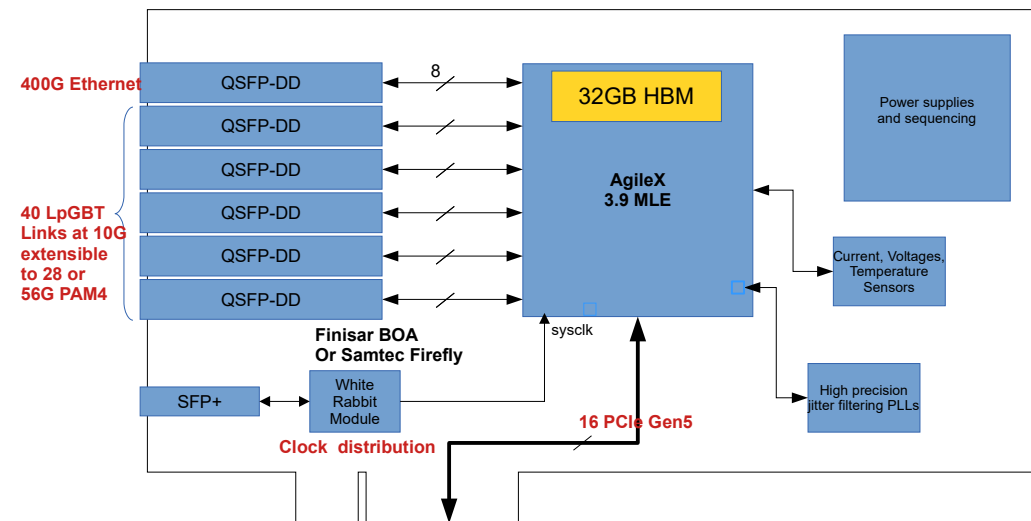 400G Ethernet
QSFP-DD
8
32GB HBM
Power supplies
and sequencing
QSFP-DD
QSFP-DD
AgileX
3.9 MLE
40 LpGBT
Links at 10G
extensible
to 28 or
56G PAM4
QSFP-DD
QSFP-DD
QSFP-DD
Current, Voltages,
Temperature
Sensors
sysclk
Finisar BOA
Or Samtec Firefly
SFP+
White
Rabbit
Module
High precision
jitter filtering PLLs
Clock distribution
16 PCIe Gen5